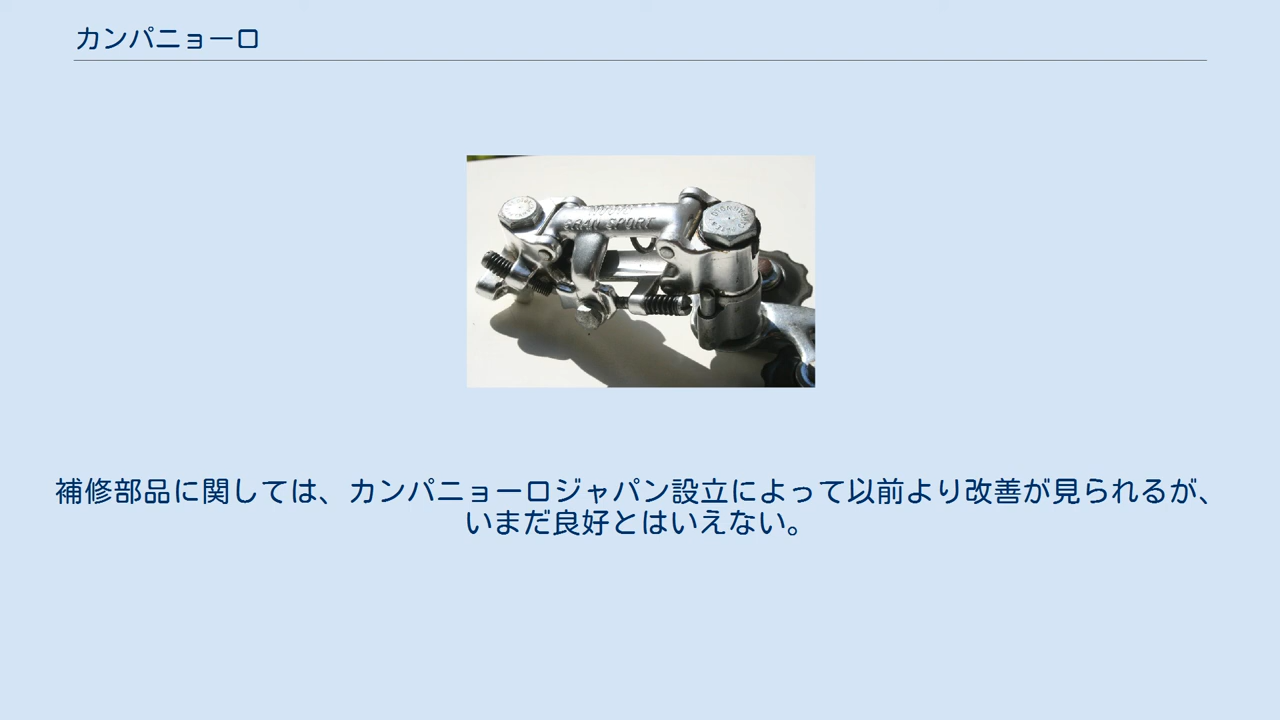 カンパニョーロ
GRAN SPORT
補修部品に関しては、カンパニョーロジャパン設立によって以前より改善が見られるが、
いまだ良好とはいえない。